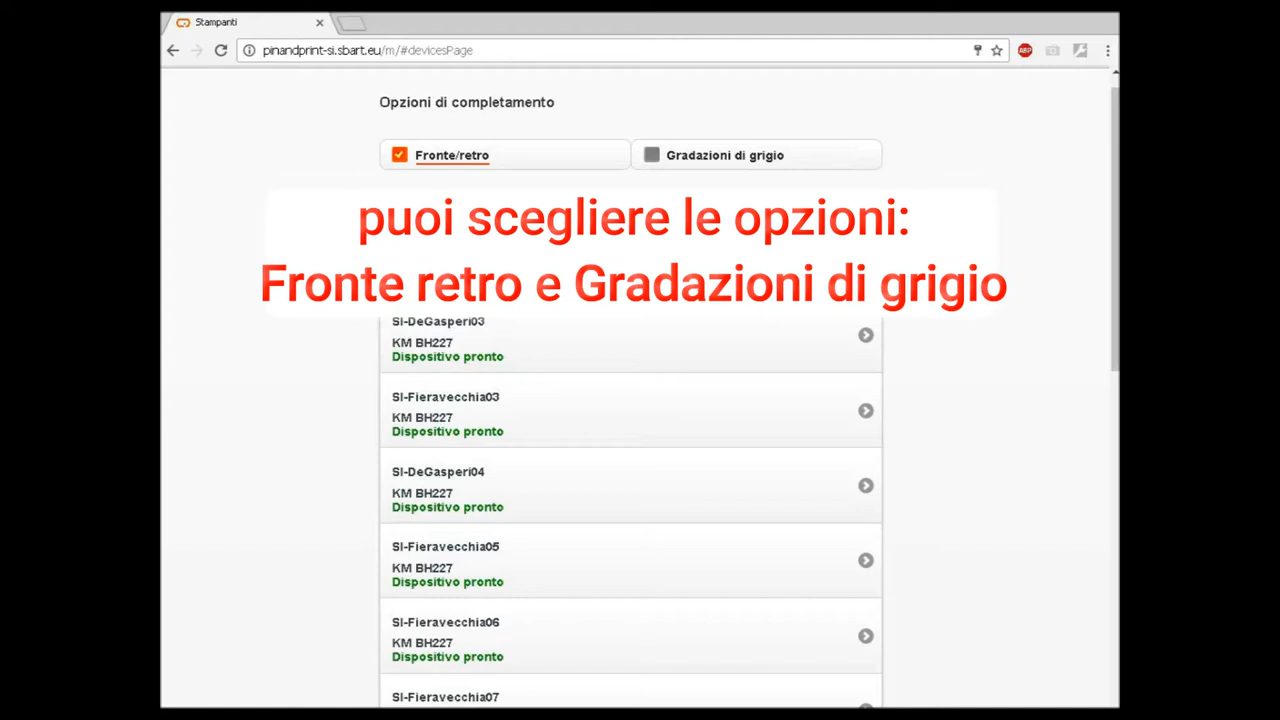 Stampanti
pinandprint-si.sbart.eu/m/#devicesPage
ABP
Opzioni di completamento
Fronte/retro
Gradazioni di grigio
puoi scegliere le opzioni:
Fronte retro e Gradazioni di grigio
SI-DeGasperi03
KM BH227
Dispositivo pronto
SI-Fieravecchia03
KM BH227
Dispositivo pronto
SI-DeGasperi04
KM BH227
Dispositivo pronto
SI-Fieravecchia05
KM BH227
Dispositivo pronto
SI-Fieravecchia06
KM BH227
Dispositivo pronto
SI-Fieravecchia07